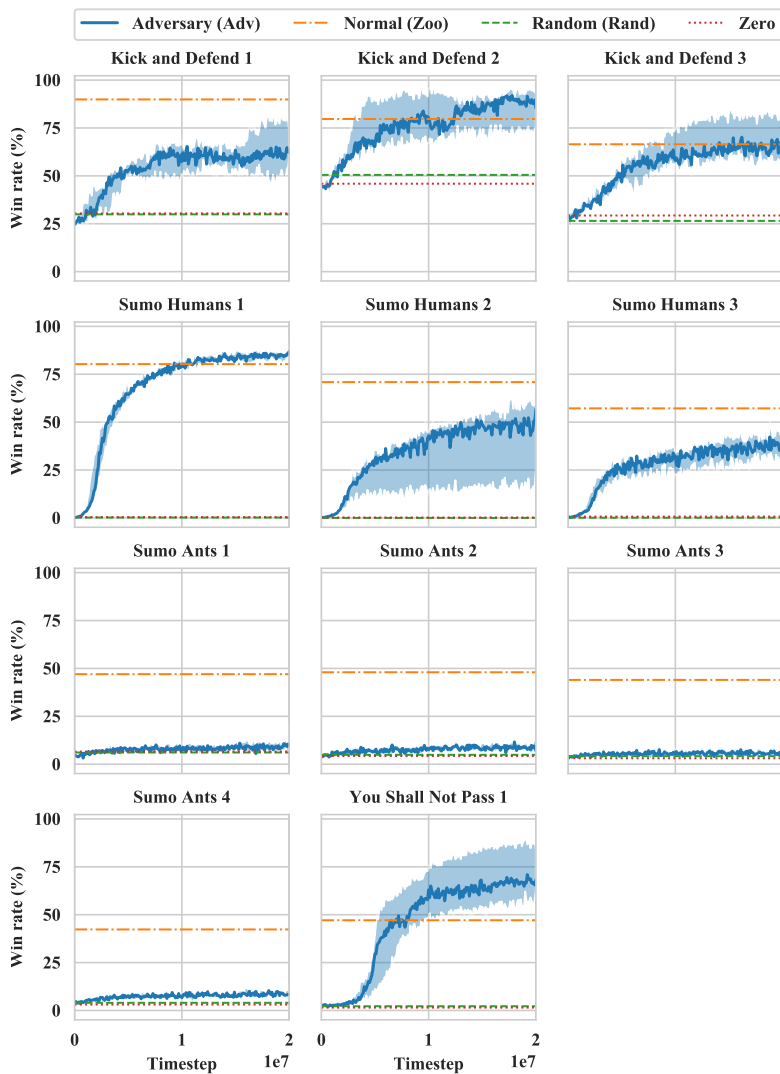 Adversary (Adv) Normal (Zoo) Random (Rand) Zero
Kick and Defend 1 Kick and Defend 2 Kick and Defend 3
Win rate (%)
100
75
50
25
0
Sumo Humans 1 Sumo Humans 2 Sumo Humans 3
Win rate (%)
100
75
50
25
0
Sumo Ants 1 Sumo Ants 2 Sumo Ants 3
Win rate (%)
100
75
50
25
0
Sumo Ants 4 You Shall Not Pass 1
Win rate (%)
100
75
50
25
0
0 1 2 0 1 2
Timestep 1e7 Timestep 1e7